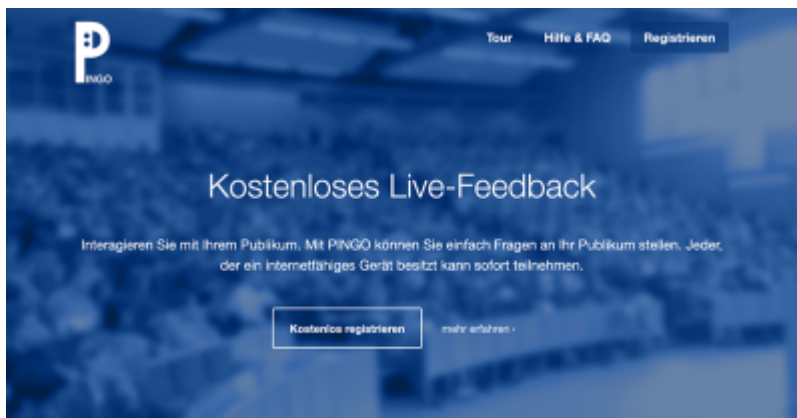 PINGO
Tour
Hilfe & FAQ
Registrieren
Kostenloses Live-Feedback
Interagieren Sie mit Ihrem Publikum. Mit PINGO können Sie einfach Fragen an Ihr Publikum stellen. Jeder,
der ein internetfähiges Gerät besitzt kann sofort teilnehmen.
Kostenlos registrieren
mehr erfahren ›